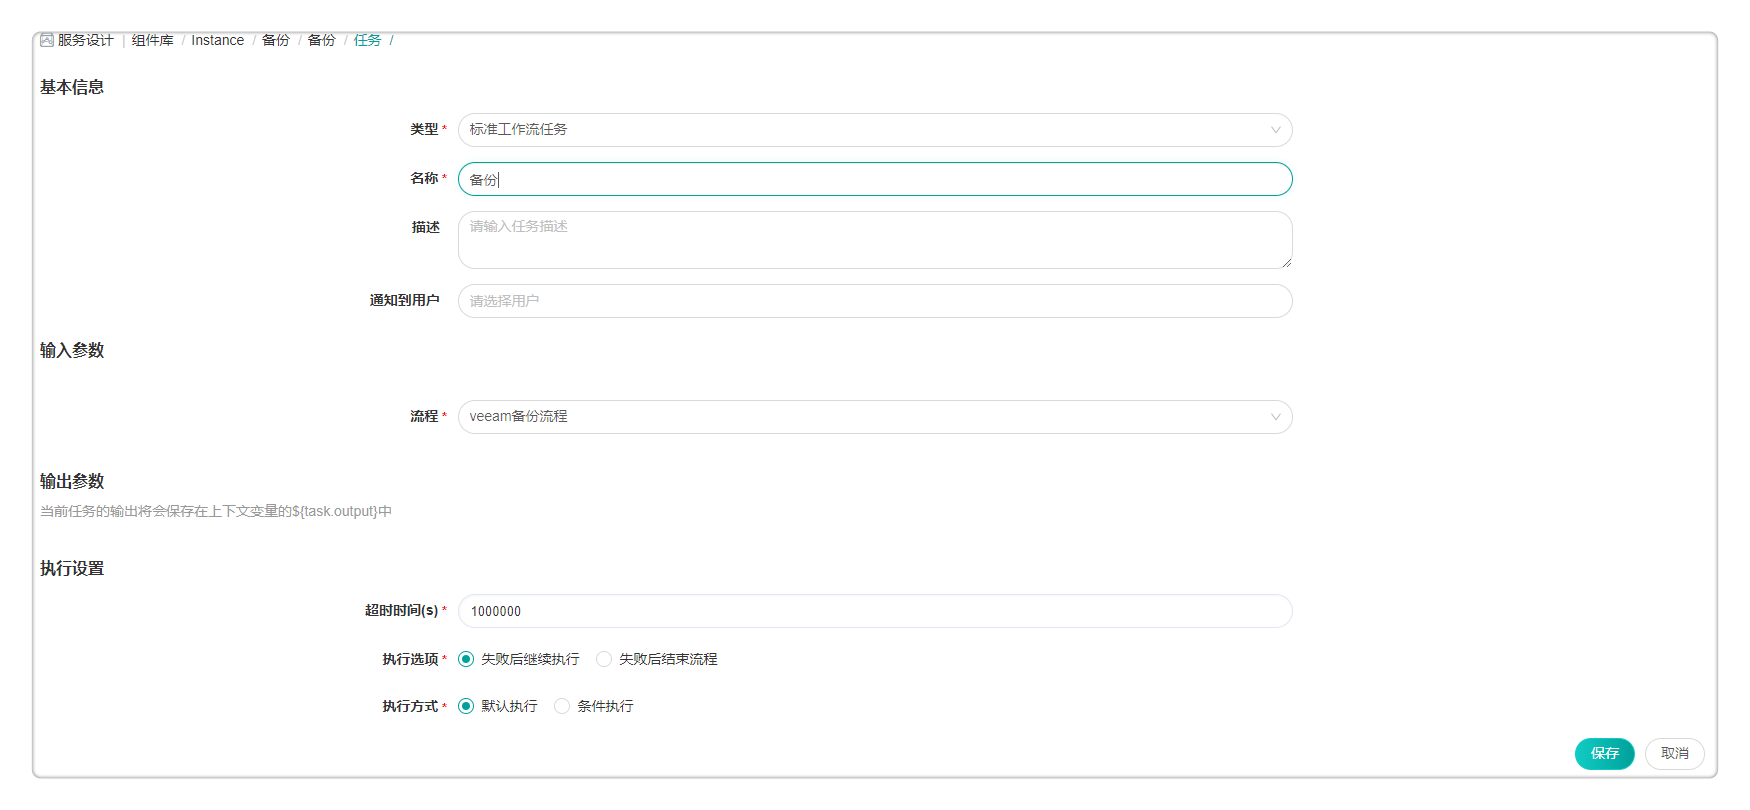 服务设计 | 组件库 / Instance / 备份 / 备份 / 任务 /
基本信息
类型 * 标准工作流任务
名称 * 备份
描述 请输入任务描述
通知到用户 请选择用户
输入参数
流程 * veeam备份流程
输出参数
当前任务的输出将会保存在上下文变量的${task.output}中
执行设置
超时时间(s) * 1000000
执行选项 * 失败后继续执行 失败后结束流程
执行方式 * 默认执行 条件执行
保存 取消